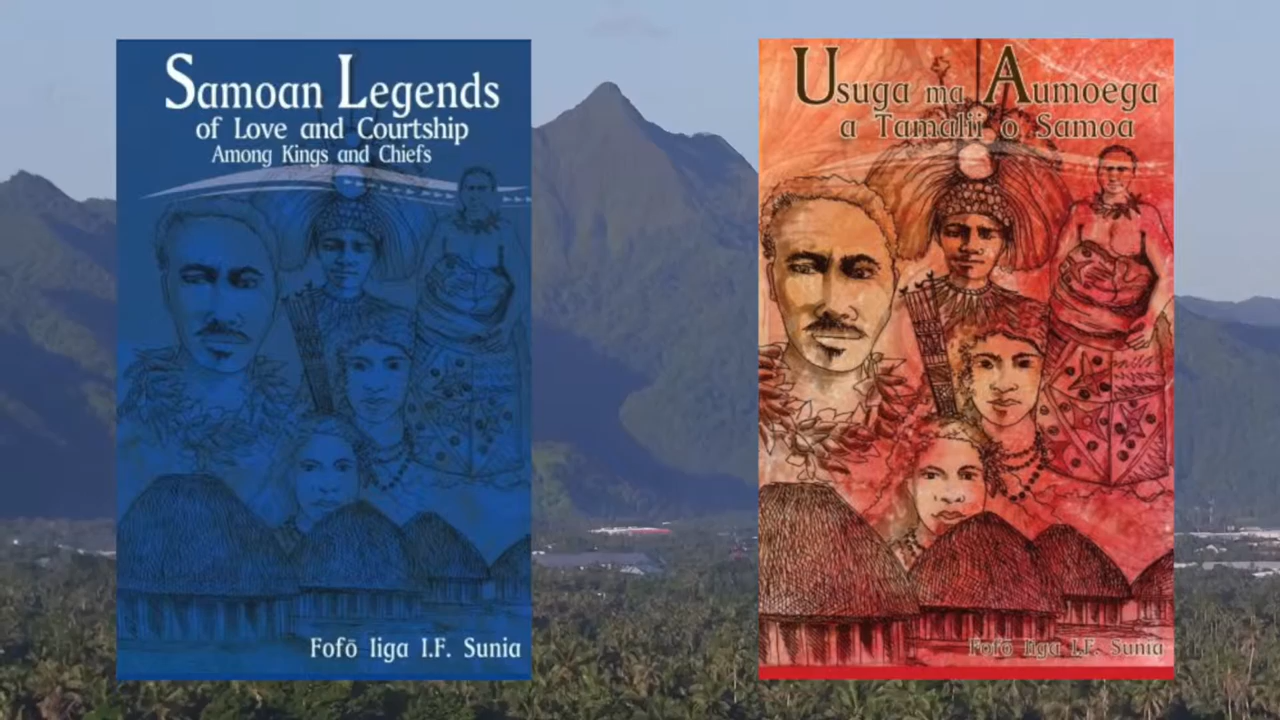 Samoan Legends
of Love and Courtship
Among Kings and Chiefs
Fofō Iiga I.F. Sunia
Usuga ma Aumoega
a Tamalii o Samoa
Fofō Iiga I.F. Sunia